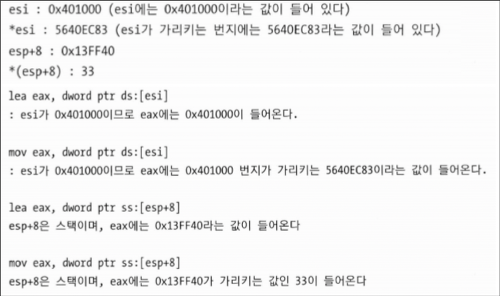 esi : 0x401000 (esi에는 0x401000이라는 값이 들어 있다)
*esi : 5640EC83 (esi가 가리키는 번지에는 5640EC83라는 값이 들어 있다)
esp+8 : 0x13FF40
*(esp+8) : 33
lea eax, dword ptr ds:[esi]
: esi가 0x401000이므로 eax에는 0x401000이 들어온다.
mov eax, dword ptr ds:[esi]
: esi가 0x401000이므로 eax에는 0x401000 번지가 가리키는 5640EC83이라는 값이 들어온다.
lea eax, dword ptr ss:[esp+8]
esp+8은 스택이며, eax에는 0x13FF40라는 값이 들어온다
mov eax, dword ptr ss:[esp+8]
esp+8은 스택이며, eax에는 0x13FF40가 가리키는 값인 33이 들어온다